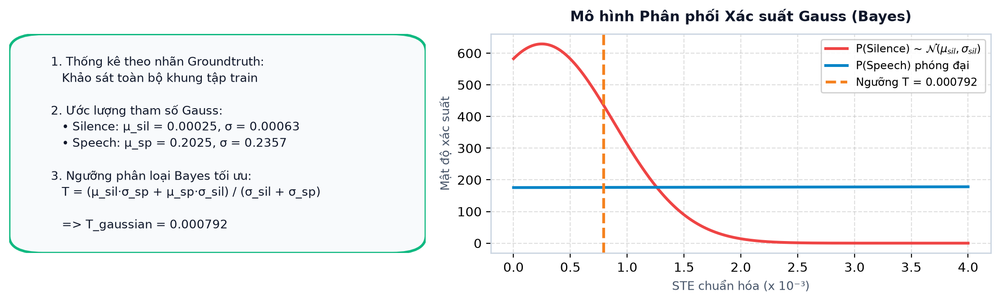 1. Thống kê theo nhãn Groundtruth:
Khảo sát toàn bộ khung tập train
2. Ước lượng tham số Gauss:
• Silence: μ_sil = 0.00025, σ = 0.00063
• Speech: μ_sp = 0.2025, σ = 0.2357
3. Ngưỡng phân loại Bayes tối ưu:
T = (μ_sil·σ_sp + μ_sp·σ_sil) / (σ_sil + σ_sp)
=> T_gaussian = 0.000792
Mô hình Phân phối Xác suất Gauss (Bayes)
P(Silence) ~ 𝒩(μ_sil, σ_sil)
P(Speech) phóng đại
Ngưỡng T = 0.000792
Mật độ xác suất
600
500
400
300
200
100
0
0.0 0.5 1.0 1.5 2.0 2.5 3.0 3.5 4.0
STE chuẩn hóa (x 10⁻³)